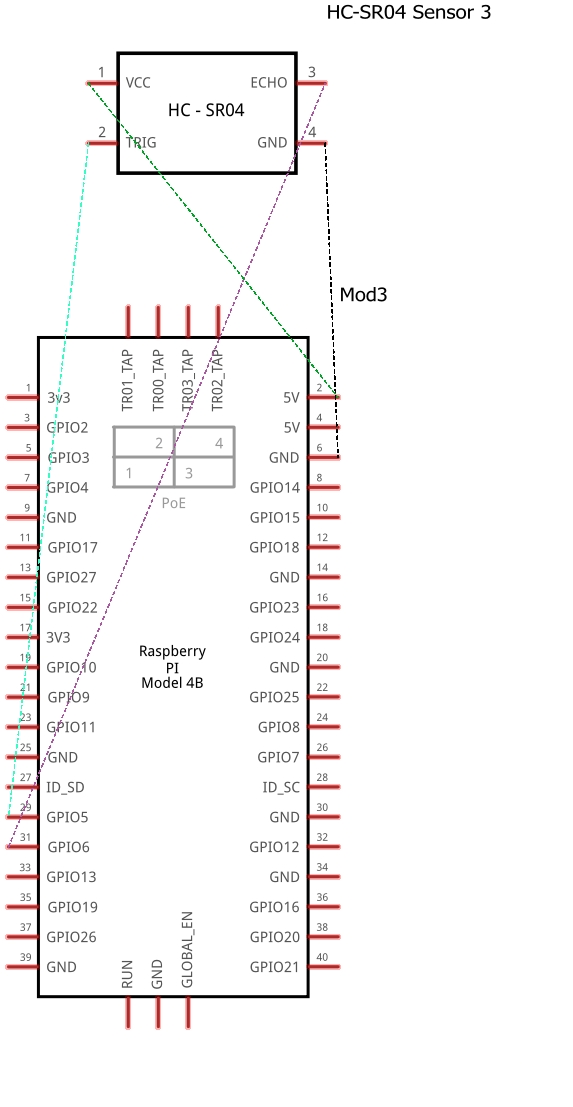 HC-SR04 Sensor 3
1 VCC ECHO 3
HC - SR04
2 TRIG GND 4
Mod3
TR01_TAP TR00_TAP TR03_TAP TR02_TAP
1 3v3 5V 2
3 GPIO2 5V 4
2 4
5 GPIO3 GND 6
1 3
7 GPIO4 GPIO14 8
PoE
9 GND GPIO15 10
11 GPIO17 GPIO18 12
13 GPIO27 GND 14
15 GPIO22 GPIO23 16
17 3V3 GPIO24 18
Raspberry
PI
Model 4B
19 GPIO10 GND 20
21 GPIO9 GPIO25 22
23 GPIO11 GPIO8 24
25 GND GPIO7 26
27 ID_SD ID_SC 28
29 GPIO5 GND 30
31 GPIO6 GPIO12 32
33 GPIO13 GND 34
35 GPIO19 GPIO16 36
37 GPIO26 GPIO20 38
39 GND GPIO21 40
RUN GND GLOBAL_EN